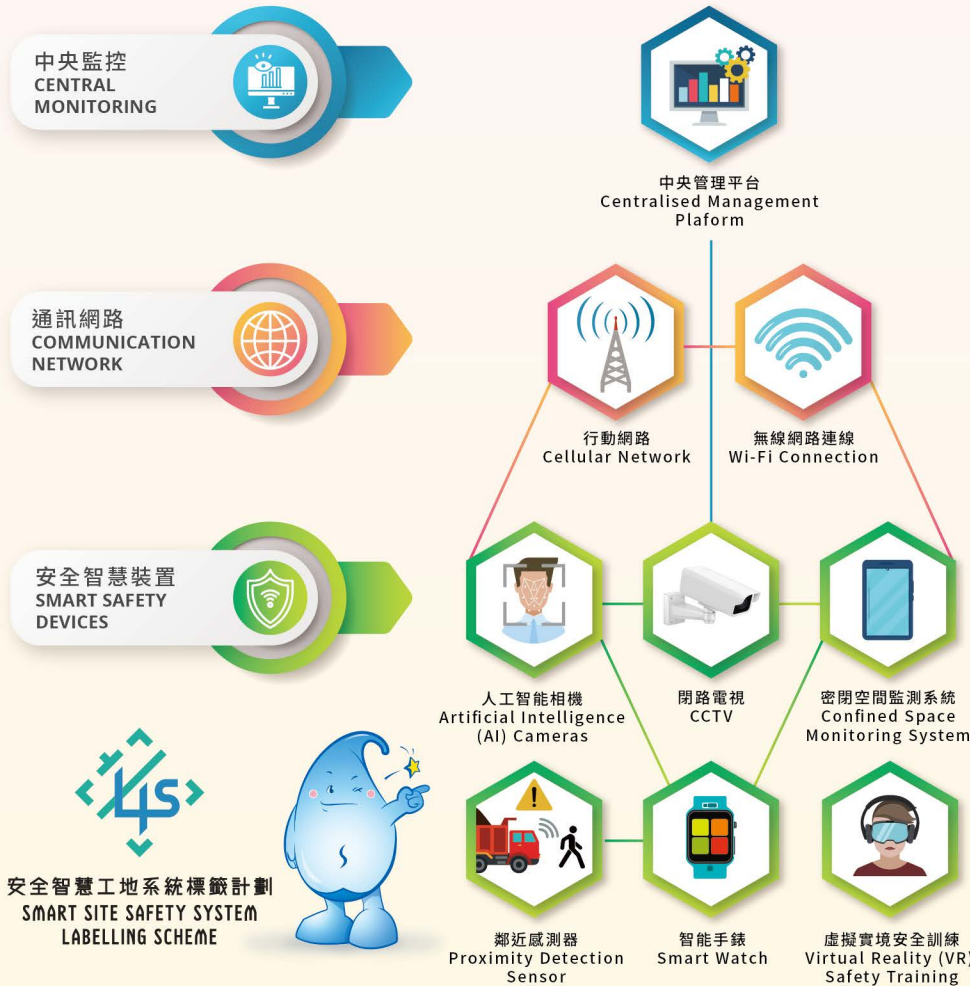 中央監控
CENTRAL
MONITORING
中央管理平台
Centralised Management
Plaform
通訊網路
COMMUNICATION
NETWORK
行動網路
Cellular Network
無線網路連線
Wi-Fi Connection
安全智慧裝置
SMART SAFETY
DEVICES
人工智能相機
Artificial Intelligence
(AI) Cameras
閉路電視
CCTV
密閉空間監測系統
Confined Space
Monitoring System
4S
安全智慧工地系統標籤計劃
SMART SITE SAFETY SYSTEM
LABELLING SCHEME
鄰近感測器
Proximity Detection
Sensor
智能手錶
Smart Watch
虛擬實境安全訓練
Virtual Reality (VR)
Safety Training